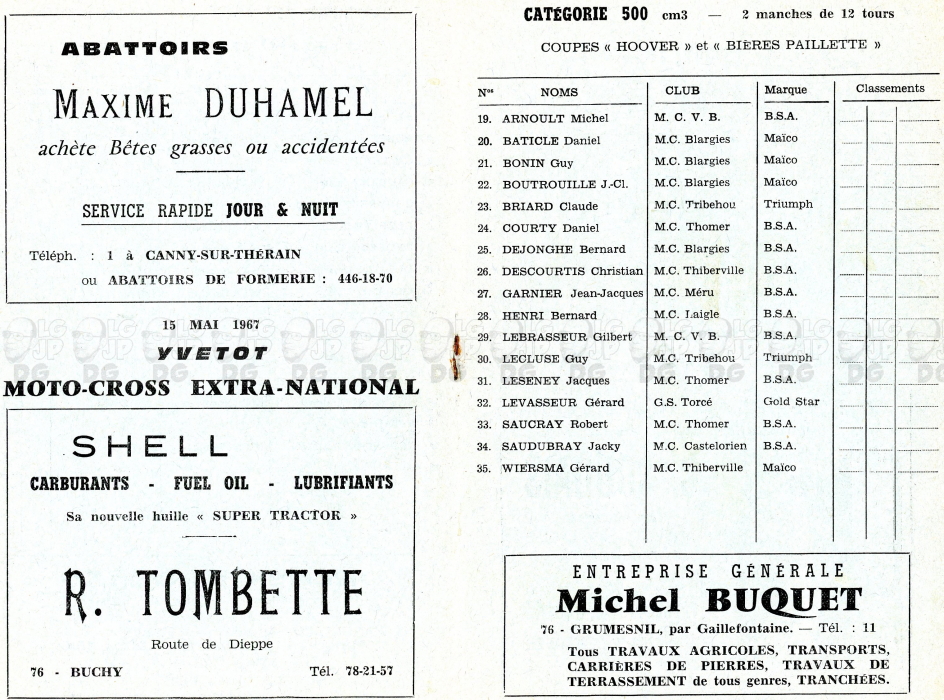 ABATTOIRS
MAXIME DUHAMEL
achète Bêtes grasses ou accidentées
SERVICE RAPIDE JOUR & NUIT
Téléph. : 1 à CANNY-SUR-THÉRAIN
ou ABATTOIRS DE FORMERIE : 446-18-70
15 MAI 1967
YVETOT
MOTO-CROSS EXTRA-NATIONAL
SHELL
CARBURANTS - FUEL OIL - LUBRIFIANTS
Sa nouvelle huille « SUPER TRACTOR »
R. TOMBETTE
Route de Dieppe
76 - BUCHY Tél. 78-21-57
CATÉGORIE 500 cm3 — 2 manches de 12 tours
COUPES « HOOVER » et « BIÈRES PAILLETTE »
Nos NOMS CLUB Marque Classements
19. ARNOULT Michel M. C. V. B. B.S.A.
20. BATICLE Daniel M.C. Blargies Maïco
21. BONIN Guy M.C. Blargies Maïco
22. BOUTROUILLE J.-Cl. M.C. Blargies Maïco
23. BRIARD Claude M.C. Tribehou Triumph
24. COURTY Daniel M.C. Thomer B.S.A.
25. DEJONGHE Bernard M.C. Blargies B.S.A.
26. DESCOURTIS Christian M.C. Thiberville B.S.A.
27. GARNIER Jean-Jacques M.C. Méru B.S.A.
28. HENRI Bernard M.C. Laigle B.S.A.
29. LEBRASSEUR Gilbert M. C. V. B. B.S.A.
30. LECLUSE Guy M.C. Tribehou Triumph
31. LESENEY Jacques M.C. Thomer B.S.A.
32. LEVASSEUR Gérard G.S. Torcé Gold Star
33. SAUCRAY Robert M.C. Thomer B.S.A.
34. SAUDUBRAY Jacky M.C. Castelorien B.S.A.
35. WIERSMA Gérard M.C. Thiberville Maïco
ENTREPRISE GÉNÉRALE
Michel BUQUET
76 - GRUMESNIL, par Gaillefontaine. — Tél. : 11
Tous TRAVAUX AGRICOLES, TRANSPORTS,
CARRIÈRES DE PIERRES, TRAVAUX DE
TERRASSEMENT de tous genres, TRANCHÉES.